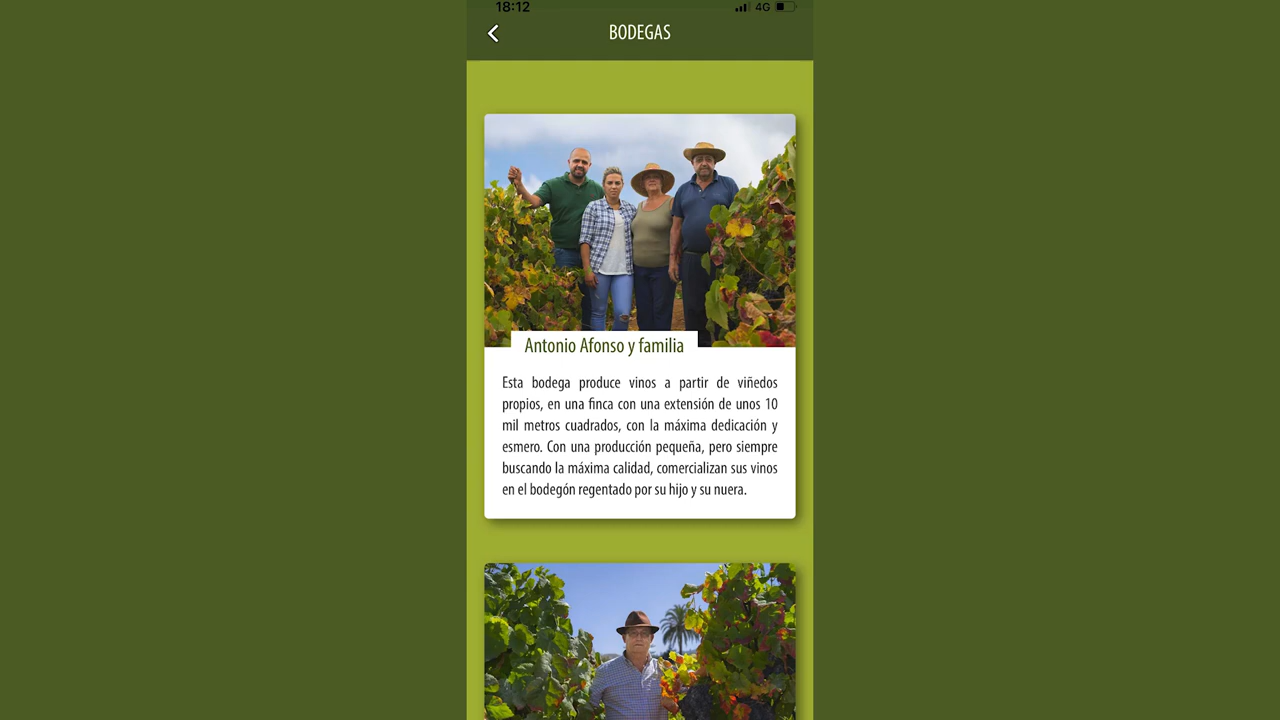 18:12
4G
BODEGAS
Antonio Afonso y familia
Esta bodega produce vinos a partir de viñedos
propios, en una finca con una extensión de unos 10
mil metros cuadrados, con la máxima dedicación y
esmero. Con una producción pequeña, pero siempre
buscando la máxima calidad, comercializan sus vinos
en el bodegón regentado por su hijo y su nuera.